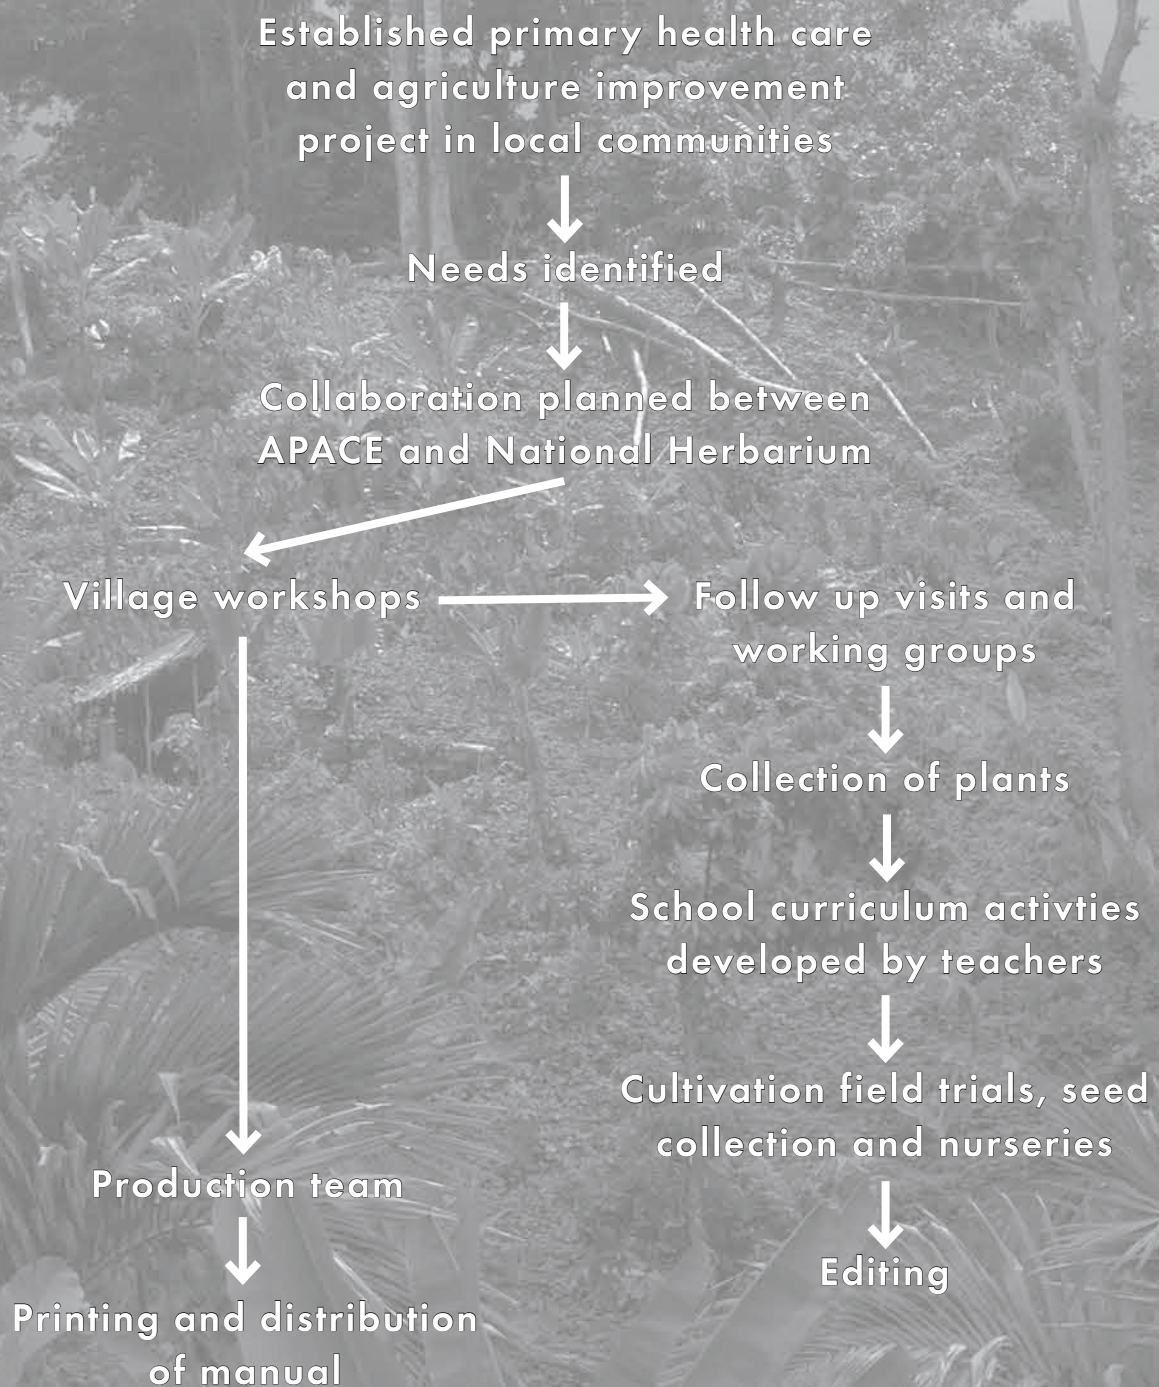 Established primary health care
and agriculture improvement
project in local communities
Needs identified
Collaboration planned between
APACE and National Herbarium
Village workshops
Follow up visits and
working groups
Collection of plants
School curriculum activties
developed by teachers
Cultivation field trials, seed
collection and nurseries
Editing
Production team
Printing and distribution
of manual